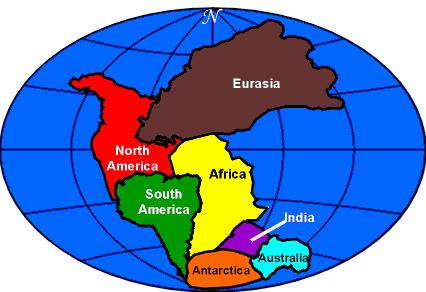 N
Eurasia
North
America
Africa
South
America
India
Australia
Antarctica